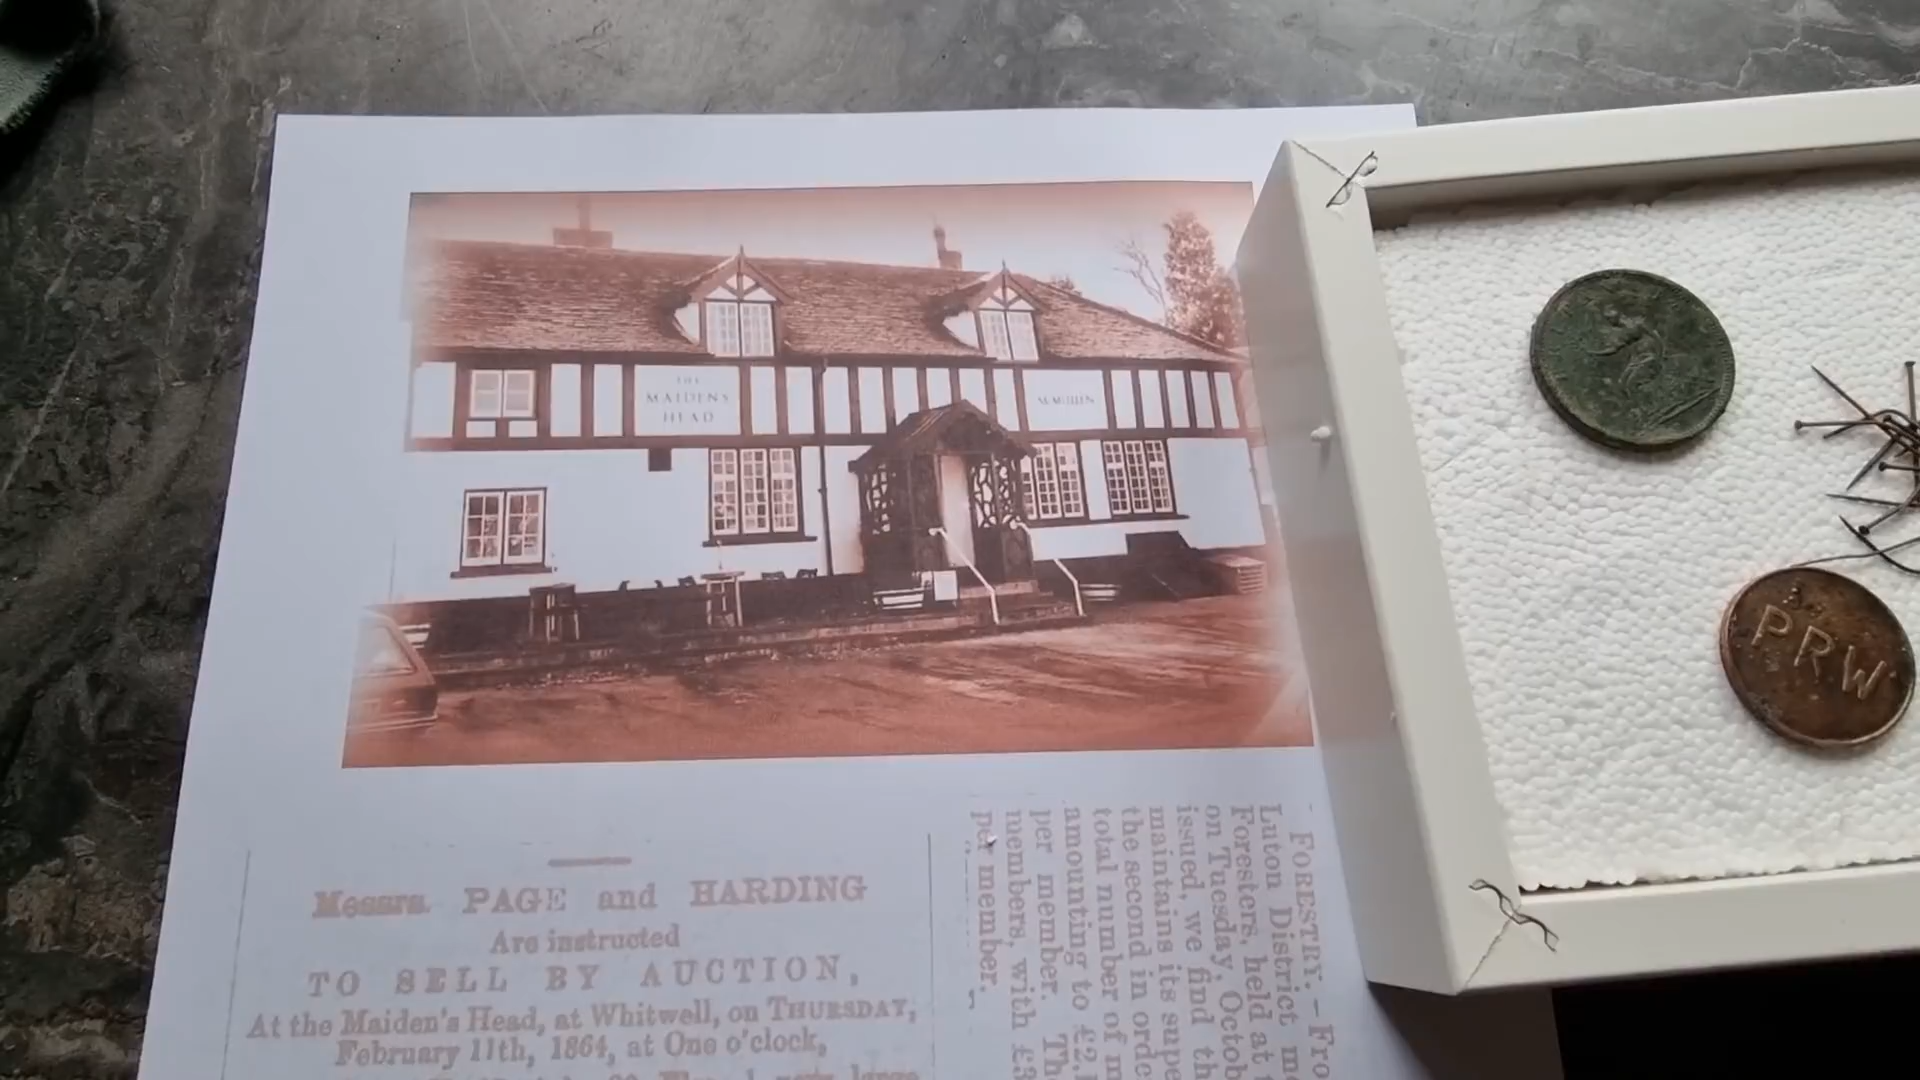 THE
MAIDENS
HEAD
McMULLEN
PRW
Messrs. PAGE and HARDING
Are instructed
TO SELL BY AUCTION,
At the Maiden's Head, at Whitwell, on THURSDAY,
February 11th, 1864, at One o'clock,
large
- FORESTRY.-Fro
Luton District
Foresters, held at
on Tuesday, Octob
issued, we find th
maintains its supe
the second in orde
total number of m
amounting to £2.
per member. Th
members, with £3
per member.